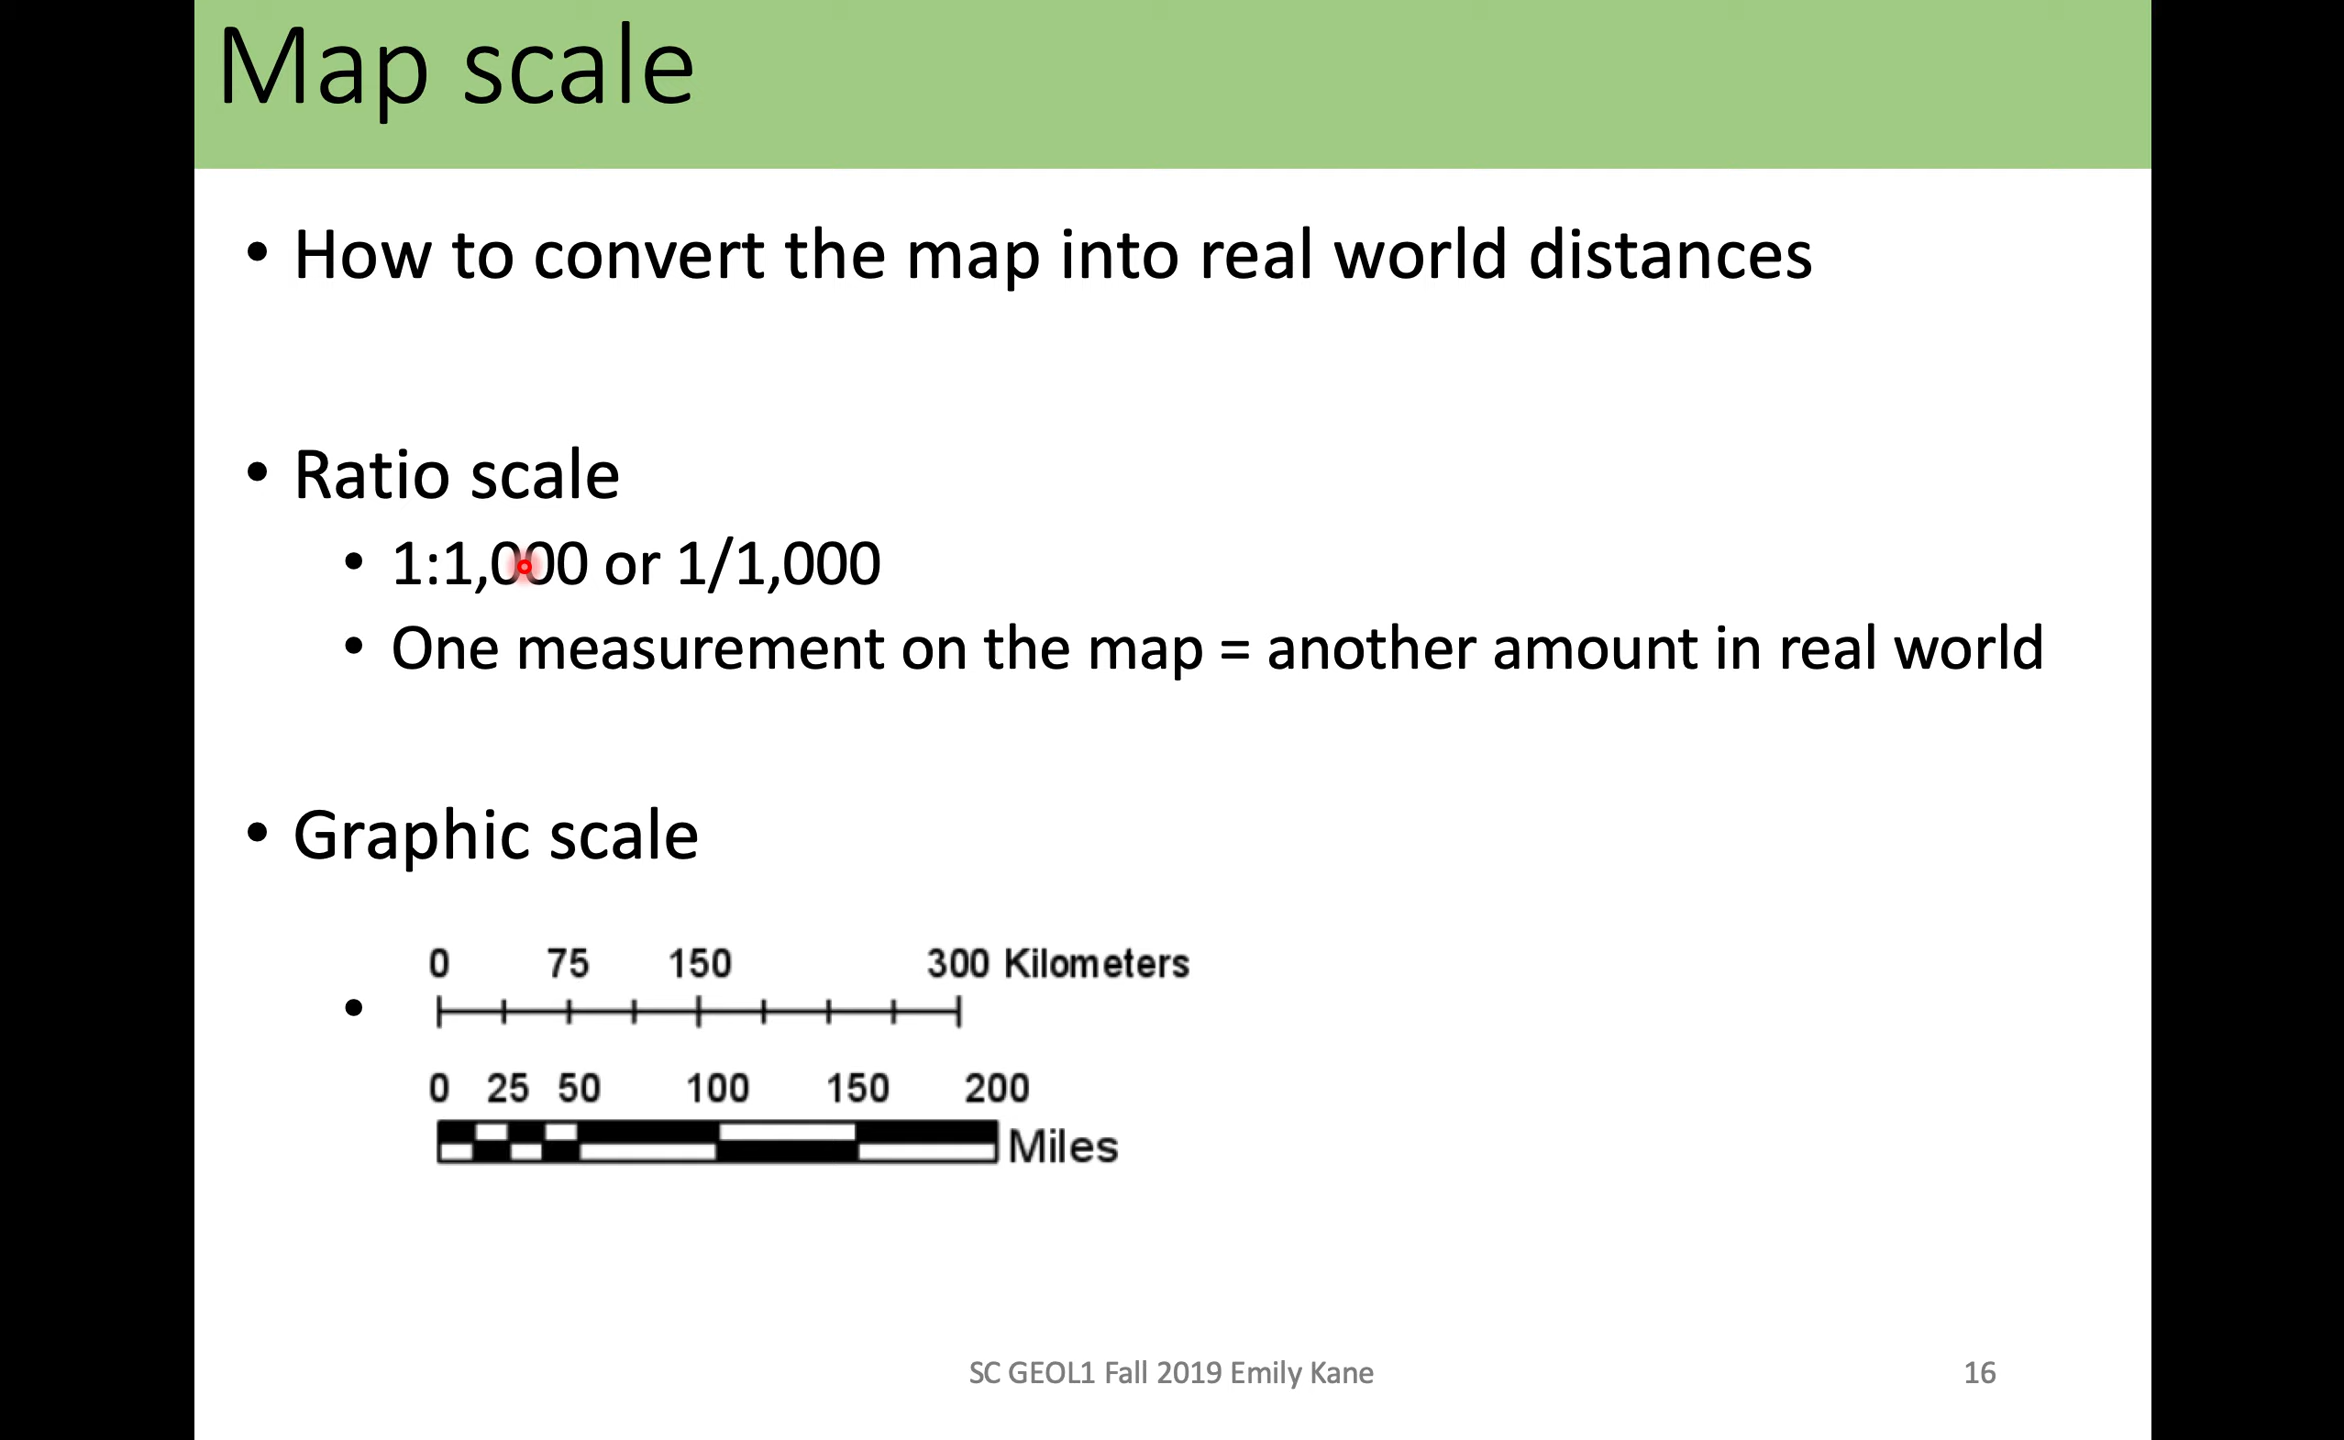 Map scale
• How to convert the map into real world distances
• Ratio scale
• 1:1,000 or 1/1,000
• One measurement on the map = another amount in real world
• Graphic scale
0 75 150 300 Kilometers
•
0 25 50 100 150 200
Miles
SC GEOL1 Fall 2019 Emily Kane 16